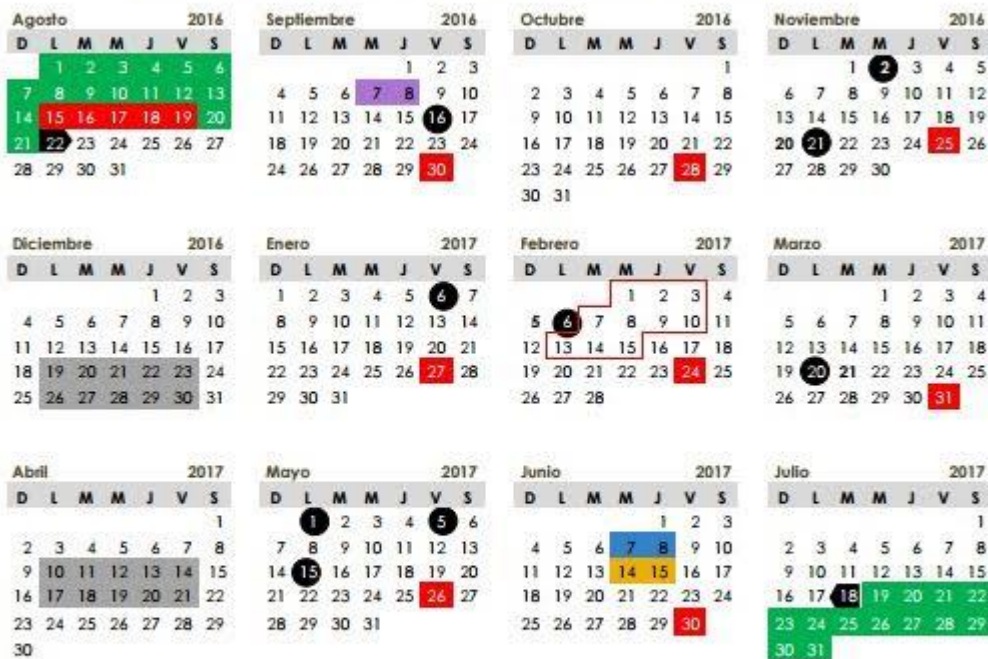 Agosto 2016
D L M M J V S
1 2 3 4 5 6
7 8 9 10 11 12 13
14 15 16 17 18 19 20
21 22 23 24 25 26 27
28 29 30 31
Septiembre 2016
D L M M J V S
1 2 3
4 5 6 7 8 9 10
11 12 13 14 15 16 17
18 19 20 21 22 23 24
24 26 27 28 29 30
Octubre 2016
D L M M J V S
1
2 3 4 5 6 7 8
9 10 11 12 13 14 15
16 17 18 19 20 21 22
23 24 25 26 27 28 29
30 31
Noviembre 2016
D L M M J V S
1 2 3 4 5
6 7 8 9 10 11 12
13 14 15 16 17 18 19
20 21 22 23 24 25 26
27 28 29 30
Diciembre 2016
D L M M J V S
1 2 3
4 5 6 7 8 9 10
11 12 13 14 15 16 17
18 19 20 21 22 23 24
25 26 27 28 29 30 31
Enero 2017
D L M M J V S
1 2 3 4 5 6 7
8 9 10 11 12 13 14
15 16 17 18 19 20 21
22 23 24 25 26 27 28
29 30 31
Febrero 2017
D L M M J V S
1 2 3 4
5 6 7 8 9 10 11
12 13 14 15 16 17 18
19 20 21 22 23 24 25
26 27 28
Marzo 2017
D L M M J V S
1 2 3 4
5 6 7 8 9 10 11
12 13 14 15 16 17 18
19 20 21 22 23 24 25
26 27 28 29 30 31
Abril 2017
D L M M J V S
1
2 3 4 5 6 7 8
9 10 11 12 13 14 15
16 17 18 19 20 21 22
23 24 25 26 27 28 29
30
Mayo 2017
D L M M J V S
1 2 3 4 5 6
7 8 9 10 11 12 13
14 15 16 17 18 19 20
21 22 23 24 25 26 27
28 29 30 31
Junio 2017
D L M M J V S
1 2 3
4 5 6 7 8 9 10
11 12 13 14 15 16 17
18 19 20 21 22 23 24
25 26 27 28 29 30
Julio 2017
D L M M J V S
1
2 3 4 5 6 7 8
9 10 11 12 13 14 15
16 17 18 19 20 21 22
23 24 25 26 27 28 29
30 31